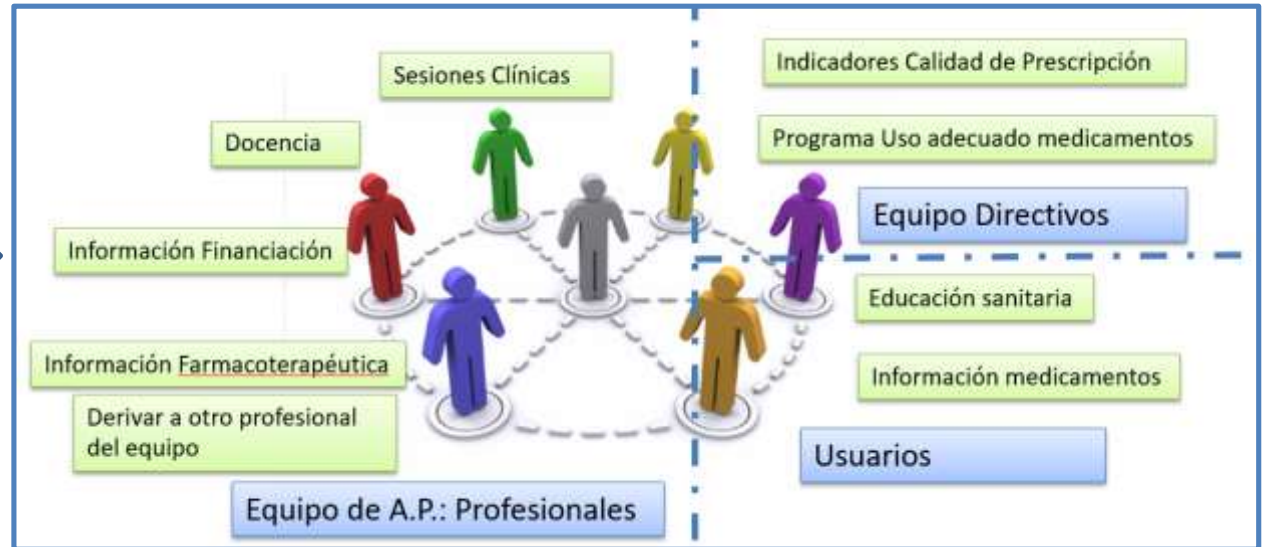 Sesiones Clínicas
Docencia
Información Financiación
Información Farmacoterapéutica
Derivar a otro profesional
del equipo
Equipo de A.P.: Profesionales
Indicadores Calidad de Prescripción
Programa Uso adecuado medicamentos
Equipo Directivos
Educación sanitaria
Información medicamentos
Usuarios